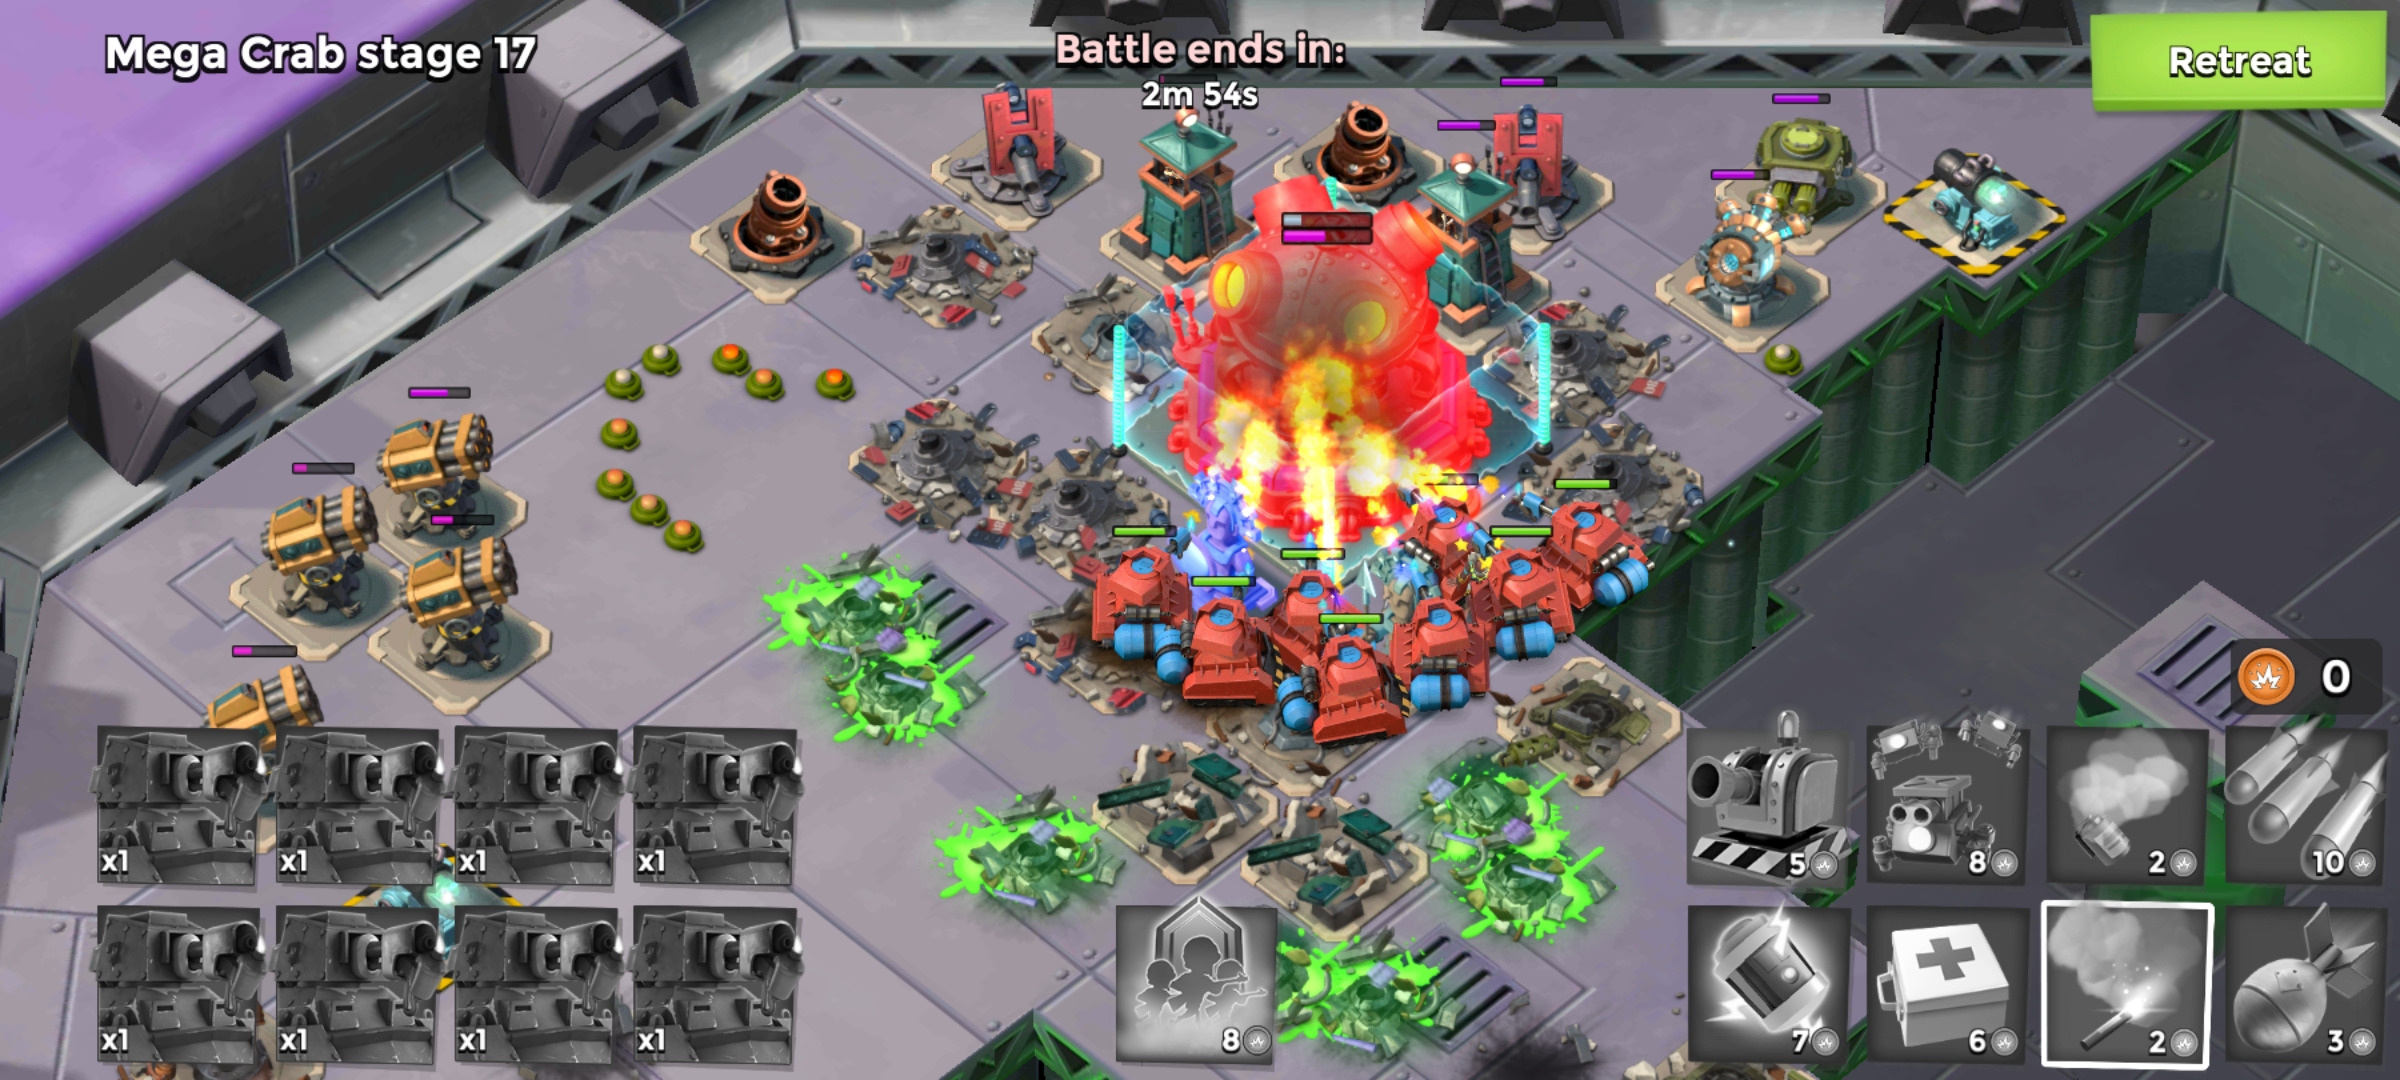 Mega Crab stage 17
Battle ends in:
2m 54s
Retreat
0
x1
x1
x1
x1
5
8
2
10
x1
x1
x1
x1
8
7
6
2
3